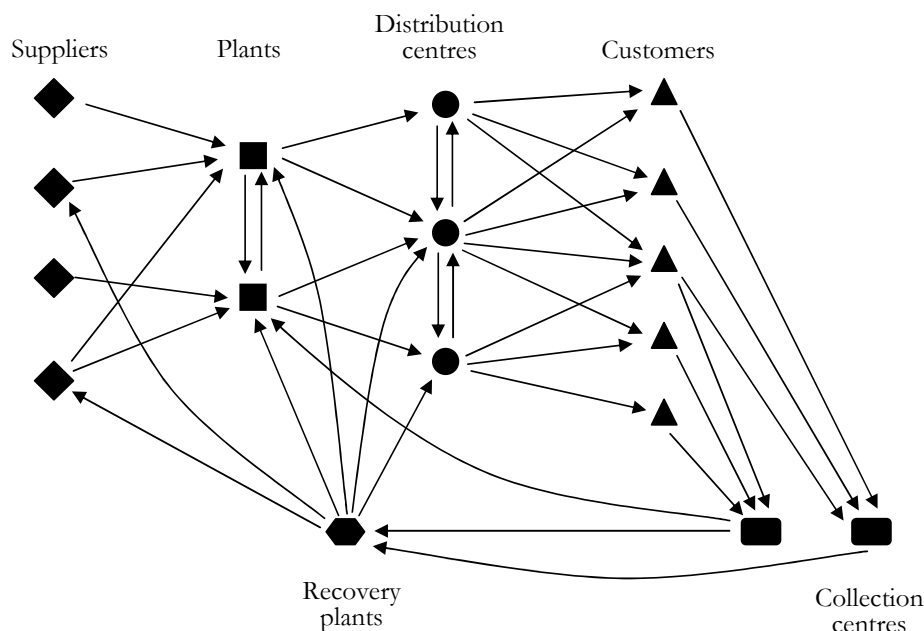 Suppliers
Plants
Distribution
centres
Customers
Recovery
plants
Collection
centres